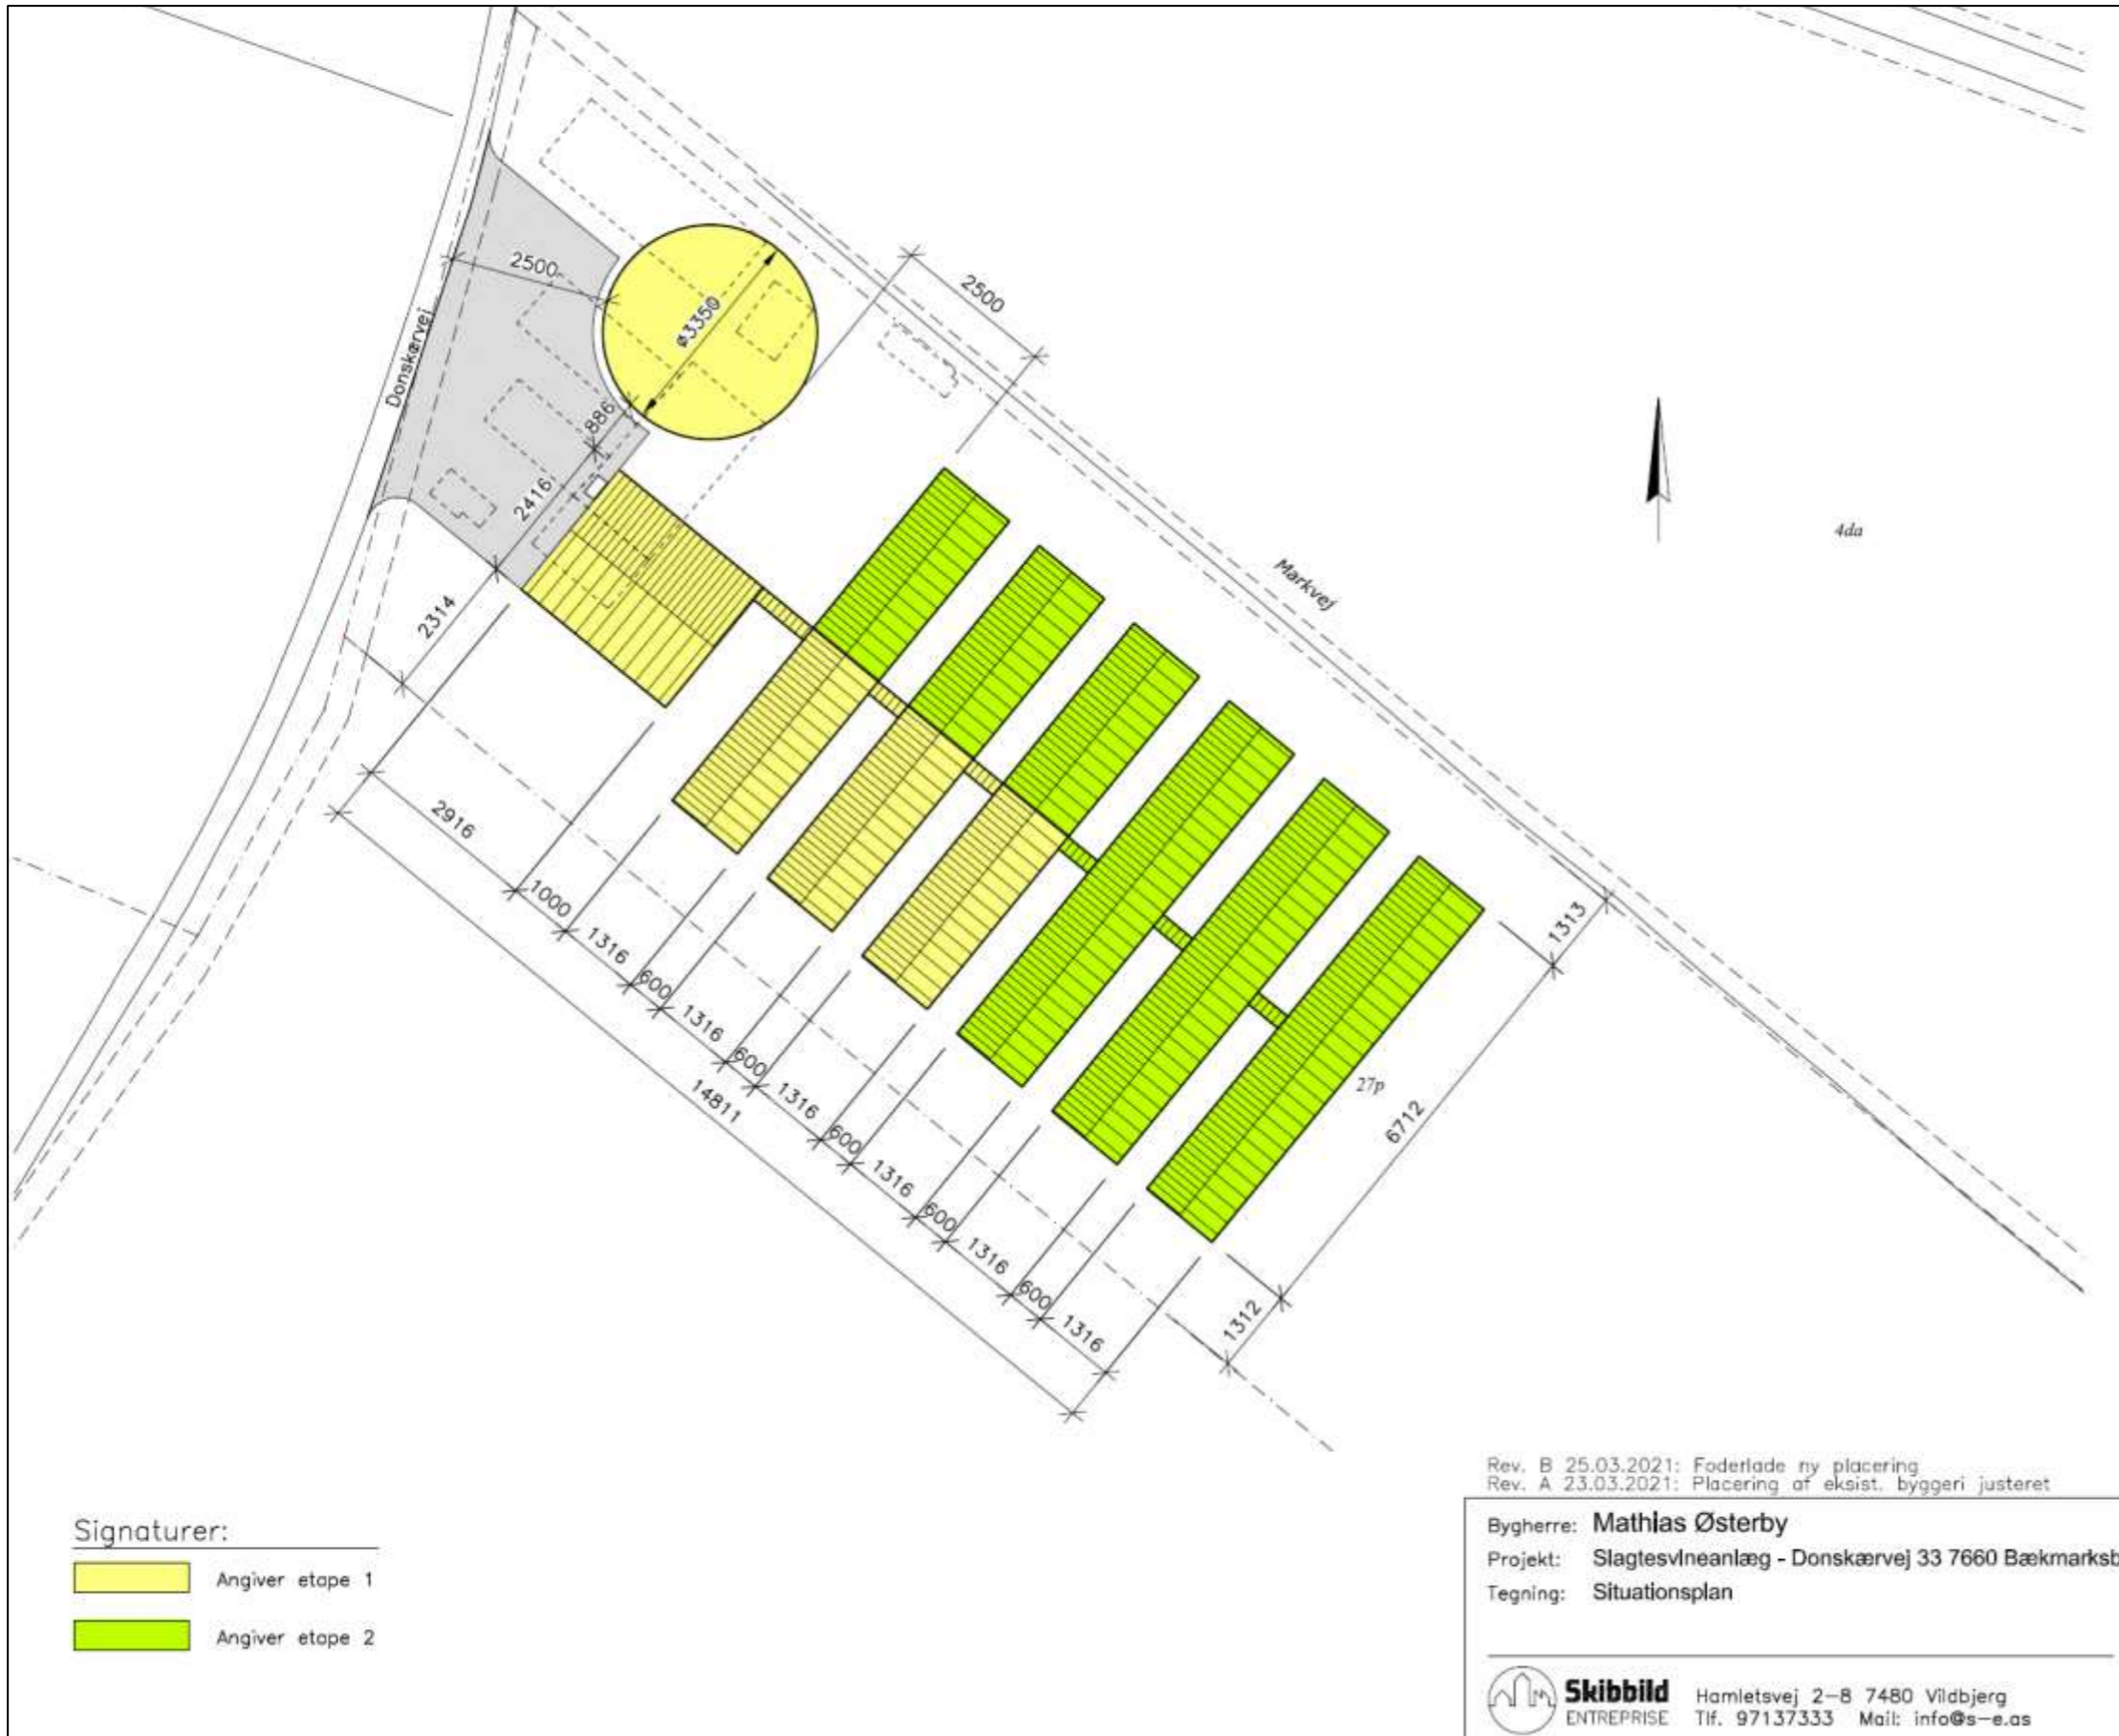 Donskærvej
2500
ø3350
2500
886
2416
2314
4da
Markvej
2916
1000
1316
600
1316
600
1316
600
1316
600
1316
600
1316
14811
1313
6712
1312
27p
Rev. B 25.03.2021: Foderlade ny placering
Rev. A 23.03.2021: Placering af eksist. byggeri justeret
Signaturer:
Angiver etape 1
Angiver etape 2
Bygherre: Mathias Østerby
Projekt: Slagtesvineanlæg - Donskærvej 33 7660 Bækmarksb
Tegning: Situationsplan
Skibbild
ENTREPRISE
Hamletsvej 2-8 7480 Vildbjerg
Tlf. 97137333 Mail: info@s-e.as